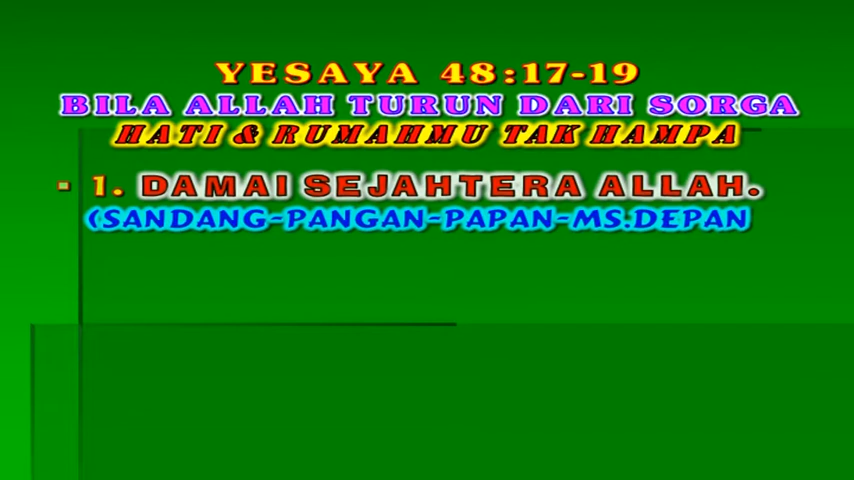 YESAYA 48:17-19
BILA ALLAH TURUN DARI SORGA
HATI & RUMAHMU TAK HAMPA
1. DAMAI SEJAHTERA ALLAH.
(SANDANG-PANGAN-PAPAN-MS.DEPAN